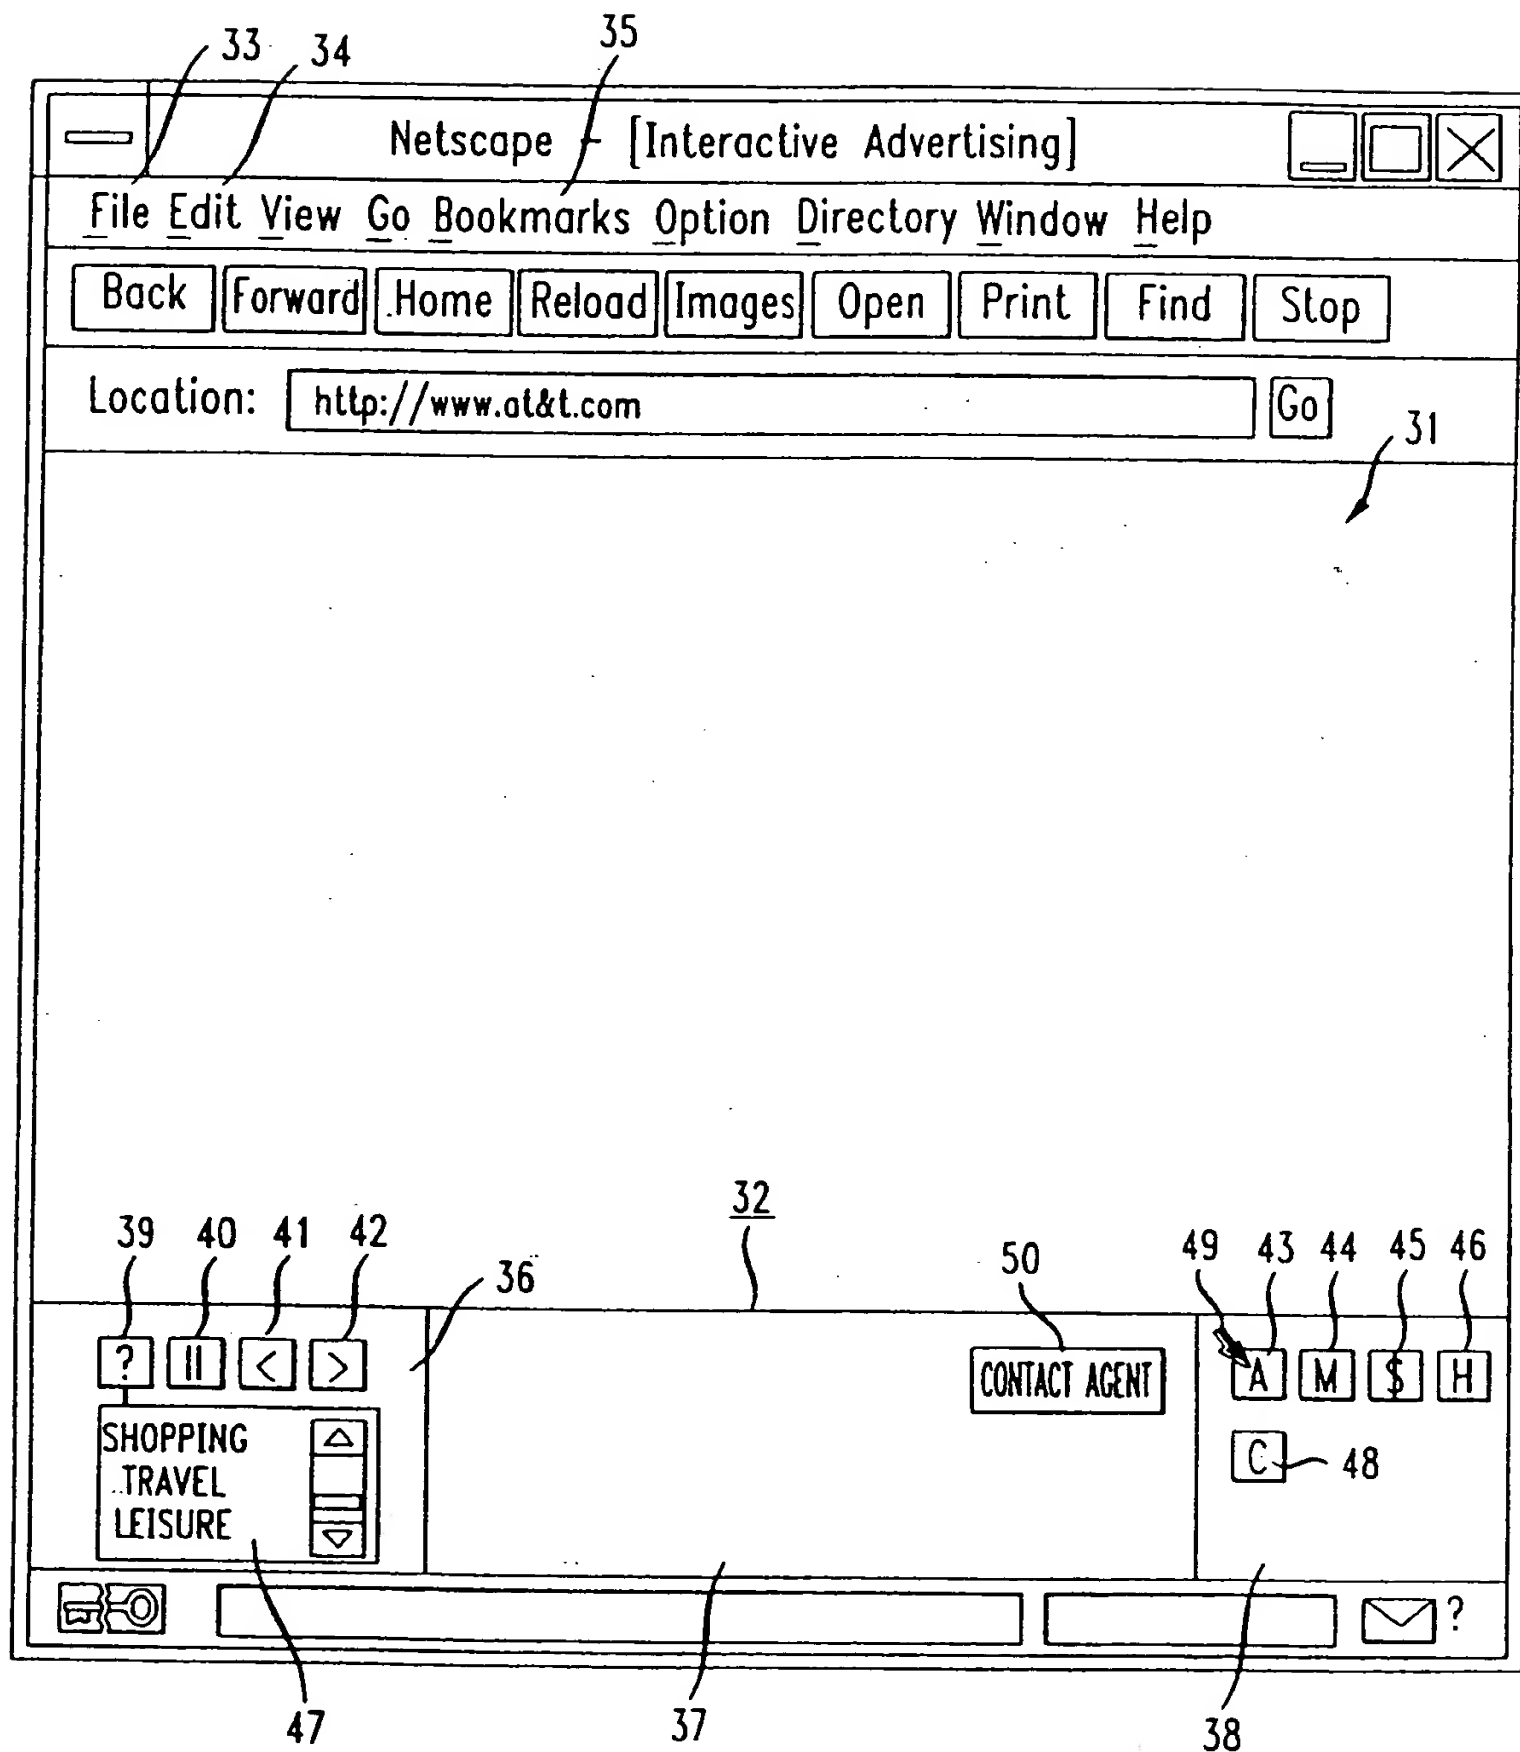 33 34 35
Netscape - [Interactive Advertising]
File Edit View Go Bookmarks Option Directory Window Help
Back Forward Home Reload Images Open Print Find Stop
Location: http://www.at&t.com Go
31
32
39 40 41 42 36 50 49 43 44 45 46
? || < > CONTACT AGENT A M $ H
SHOPPING
TRAVEL
LEISURE
C 48
?
47 37 38